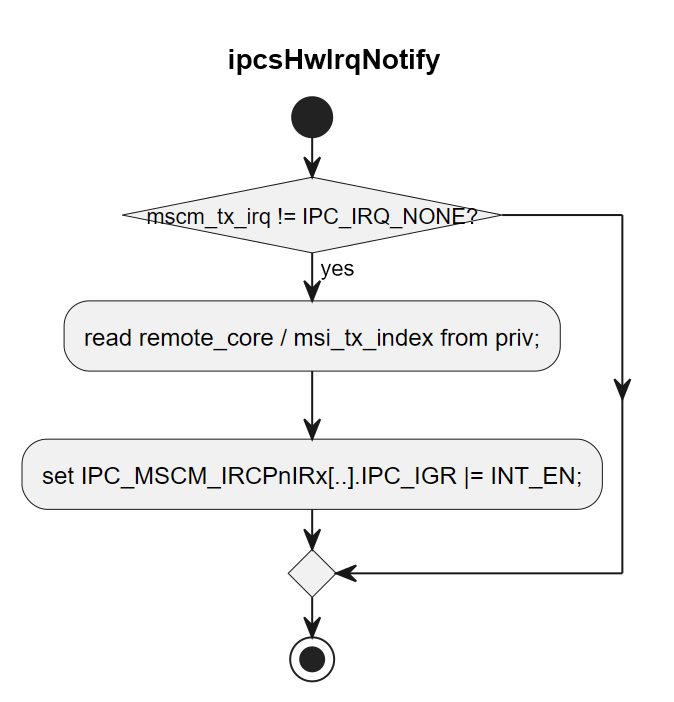 ipcsHwIrqNotify
mscm_tx_irq != IPC_IRQ_NONE?
yes
read remote_core / msi_tx_index from priv;
set IPC_MSCM_IRCPnIRx[..].IPC_IGR |= INT_EN;